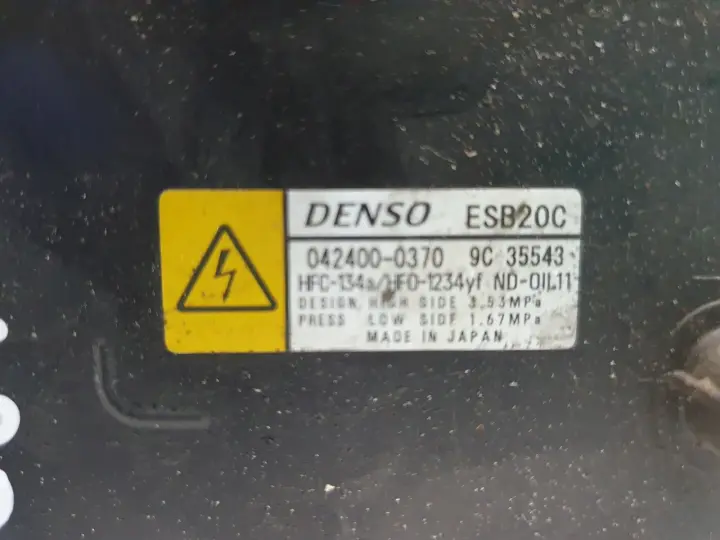 DENSO ESB20C
042400-0370 9C 35543
HFC-134a/HFO-1234yf ND-OIL11
DESIGN HIGH SIDE 3.53MPa
PRESS LOW SIDE 1.67MPa
MADE IN JAPAN